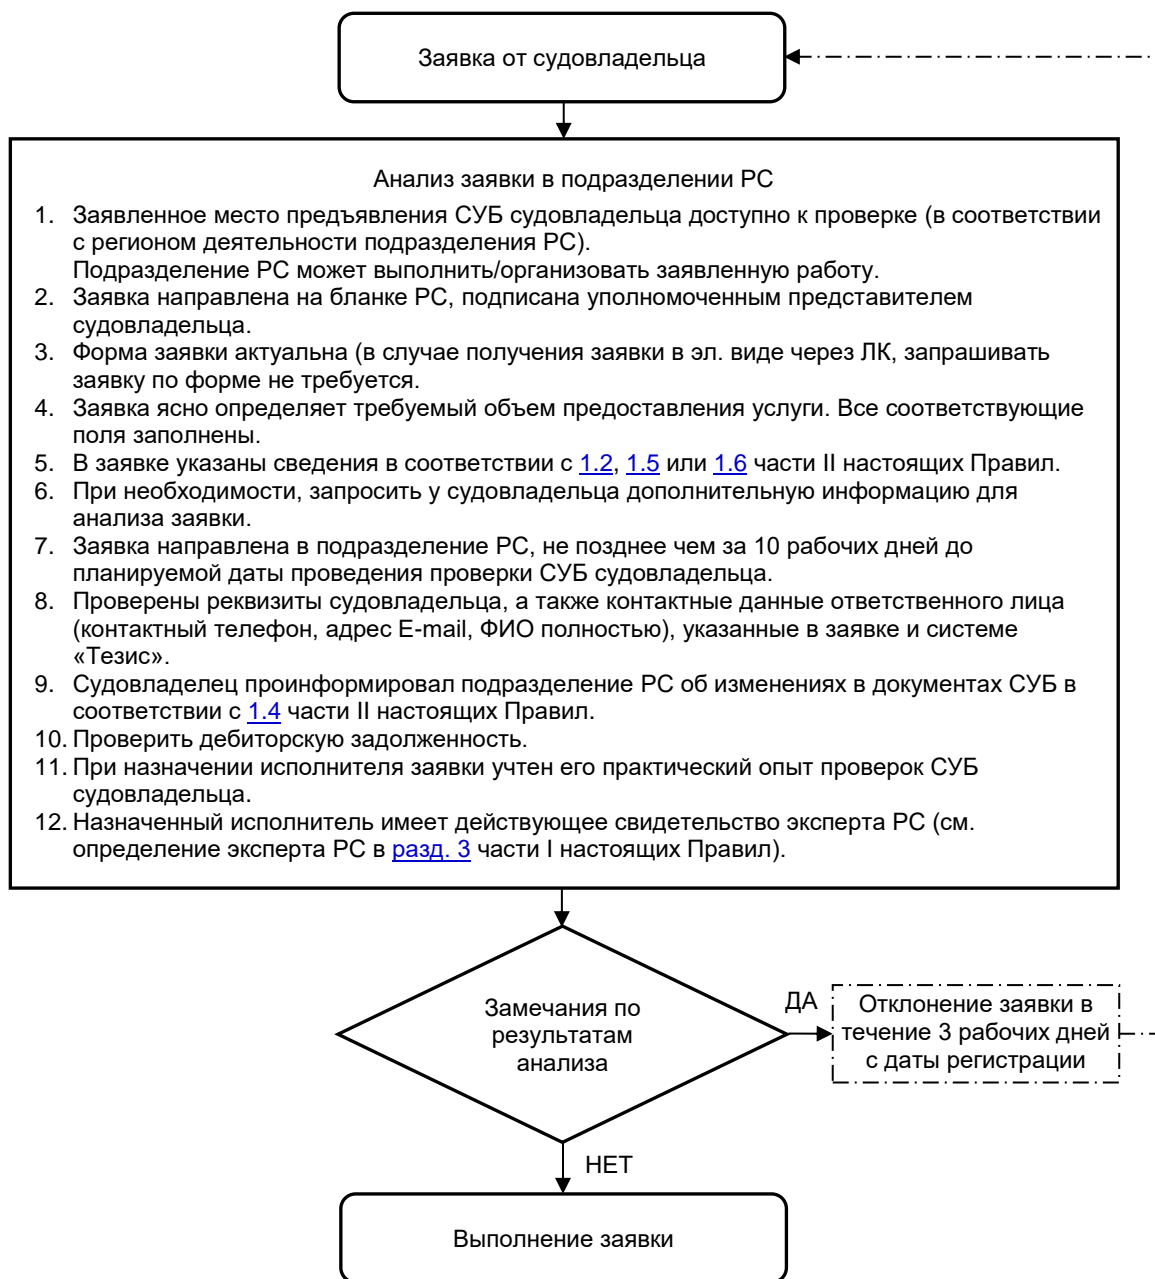 Заявка от судовладельца
Анализ заявки в подразделении РС
1. Заявленное место предъявления СУБ судовладельца доступно к проверке (в соответствии
с регионом деятельности подразделения РС).
Подразделение РС может выполнить/организовать заявленную работу.
2. Заявка направлена на бланке РС, подписана уполномоченным представителем
судовладельца.
3. Форма заявки актуальна (в случае получения заявки в эл. виде через ЛК, запрашивать
заявку по форме не требуется.
4. Заявка ясно определяет требуемый объем предоставления услуги. Все соответствующие
поля заполнены.
5. В заявке указаны сведения в соответствии с 1.2, 1.5 или 1.6 части II настоящих Правил.
6. При необходимости, запросить у судовладельца дополнительную информацию для
анализа заявки.
7. Заявка направлена в подразделение РС, не позднее чем за 10 рабочих дней до
планируемой даты проведения проверки СУБ судовладельца.
8. Проверены реквизиты судовладельца, а также контактные данные ответственного лица
(контактный телефон, адрес E-mail, ФИО полностью), указанные в заявке и системе
«Тезис».
9. Судовладелец проинформировал подразделение РС об изменениях в документах СУБ в
соответствии с 1.4 части II настоящих Правил.
10. Проверить дебиторскую задолженность.
11. При назначении исполнителя заявки учтен его практический опыт проверок СУБ
судовладельца.
12. Назначенный исполнитель имеет действующее свидетельство эксперта РС (см.
определение эксперта РС в разд. 3 части I настоящих Правил).
Замечания по
результатам
анализа
ДА
Отклонение заявки в
течение 3 рабочих дней
с даты регистрации
НЕТ
Выполнение заявки